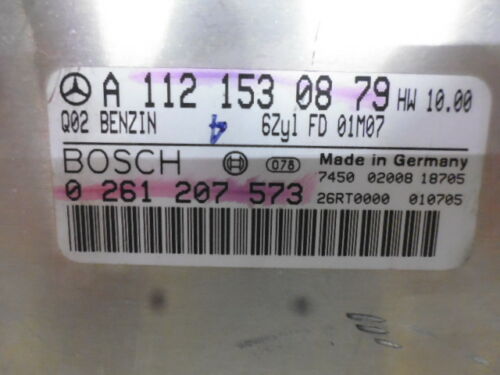 A 112 153 08 79 HW 10.00
Q02 BENZIN 4 6Zyl FD 01M07
BOSCH 078 Made in Germany
7450 02008 18705
0 261 207 573 26RT0000 010705